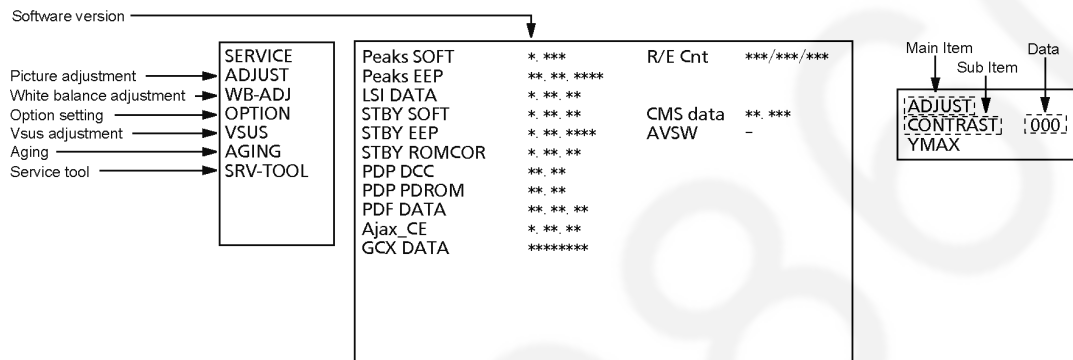 Software version
Picture adjustment
White balance adjustment
Option setting
Vsus adjustment
Aging
Service tool
SERVICE
ADJUST
WB-ADJ
OPTION
VSUS
AGING
SRV-TOOL
Peaks SOFT *. *** R/E Cnt ***/***/***
Peaks EEP **. **. ****
LSI DATA *. **. **
STBY SOFT *. **. ** CMS data **. ***
STBY EEP *. **. **** AVSW –
STBY ROMCOR *. **. **
PDP DCC **. **
PDP PDROM **. **
PDF DATA **. **. **
Ajax_CE *. **. **
GCX DATA ********
Main Item
Sub Item
Data
ADJUST
CONTRAST 000
YMAX